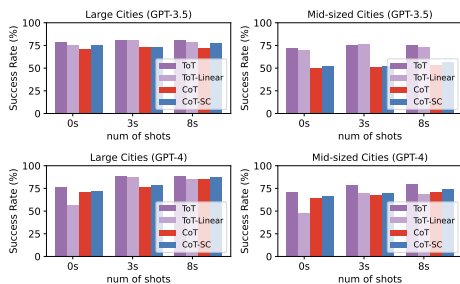 Large Cities (GPT-3.5)
Success Rate (%)
100
75
50
25
0
0s 3s 8s
num of shots
ToT
ToT-Linear
CoT
CoT-SC
Mid-sized Cities (GPT-3.5)
Success Rate (%)
100
75
50
25
0
0s 3s 8s
num of shots
ToT
ToT-Linear
CoT
CoT-SC
Large Cities (GPT-4)
Success Rate (%)
100
75
50
25
0
0s 3s 8s
num of shots
ToT
ToT-Linear
CoT
CoT-SC
Mid-sized Cities (GPT-4)
Success Rate (%)
100
75
50
25
0
0s 3s 8s
num of shots
ToT
ToT-Linear
CoT
CoT-SC